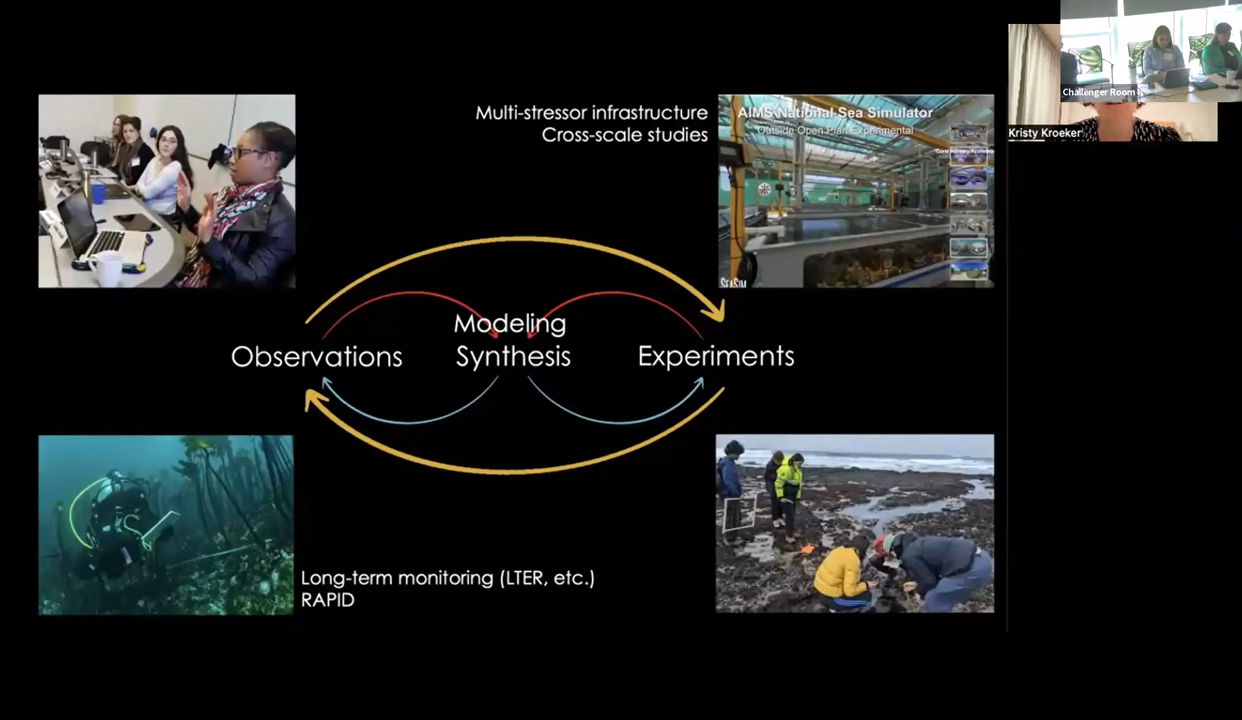 Multi-stressor infrastructure
Cross-scale studies
AIMS National Sea Simulator
Outside Open Plan Experimental
SEASIM
Challenger Room
Kristy Kroeker
Modeling
Observations
Synthesis
Experiments
Long-term monitoring (LTER, etc.)
RAPID